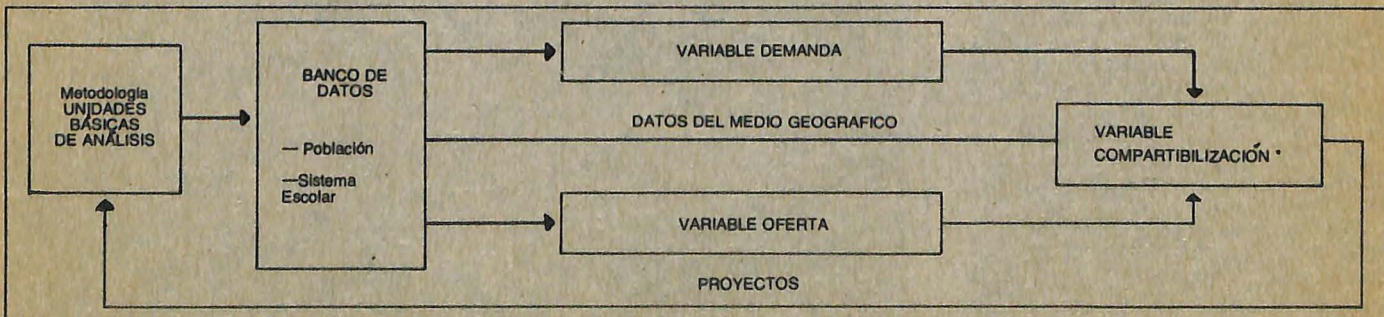 Metodología
UNIDADES
BÁSICAS
DE ANÁLISIS
BANCO DE
DATOS
— Población
—Sistema
Escolar
VARIABLE DEMANDA
DATOS DEL MEDIO GEOGRAFICO
VARIABLE OFERTA
VARIABLE
COMPARTIBILIZACIÓN
PROYECTOS